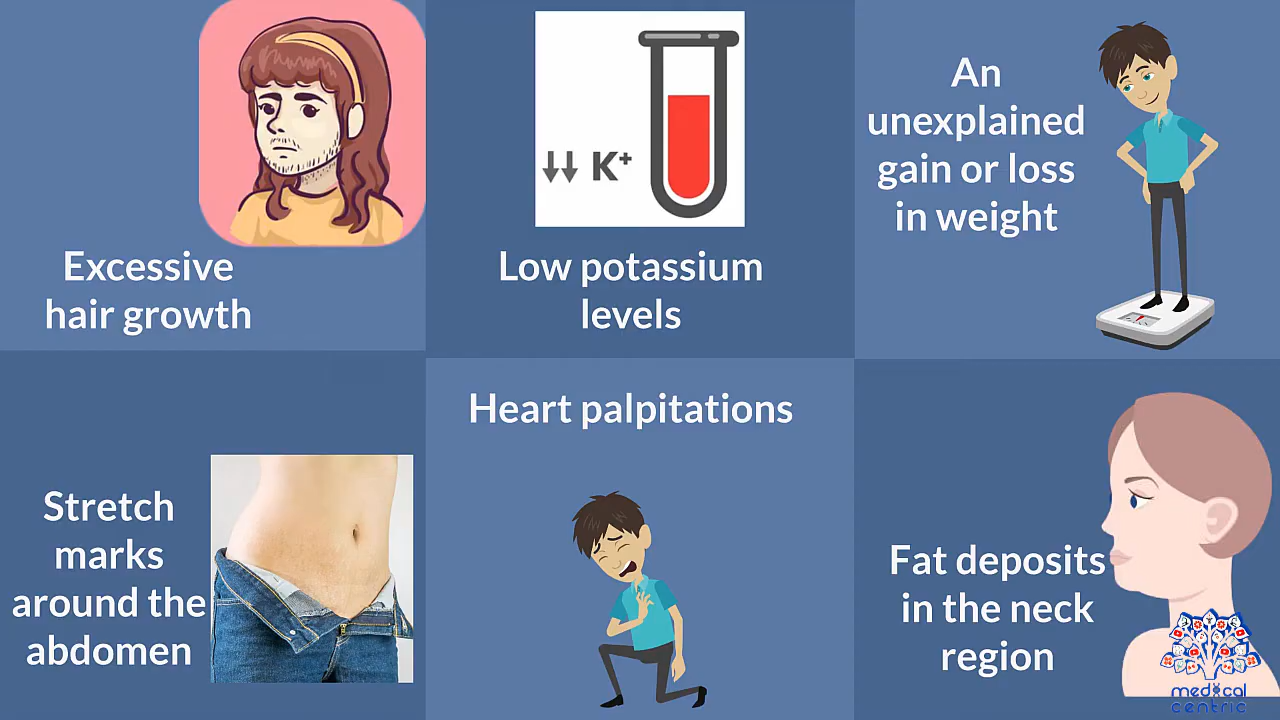 Excessive
hair growth
↓↓ K⁺
Low potassium
levels
An
unexplained
gain or loss
in weight
Stretch
marks
around the
abdomen
Heart palpitations
Fat deposits
in the neck
region
medical
centric